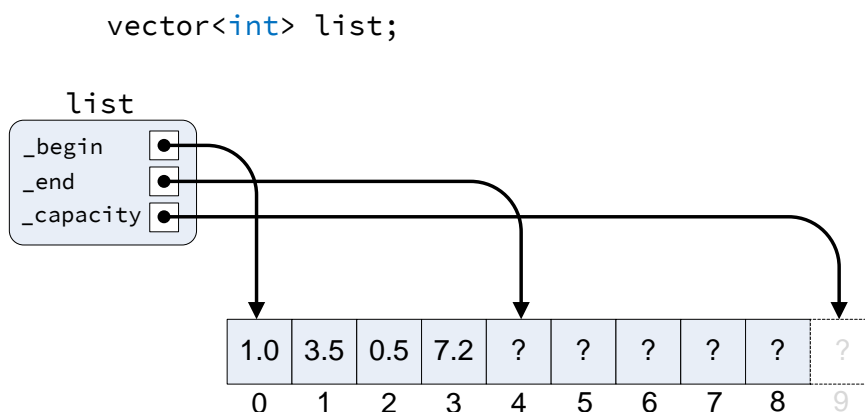 vector<int> list;
list
_begin
_end
_capacity
1.0 3.5 0.5 7.2 ? ? ? ? ? ?
0 1 2 3 4 5 6 7 8 9